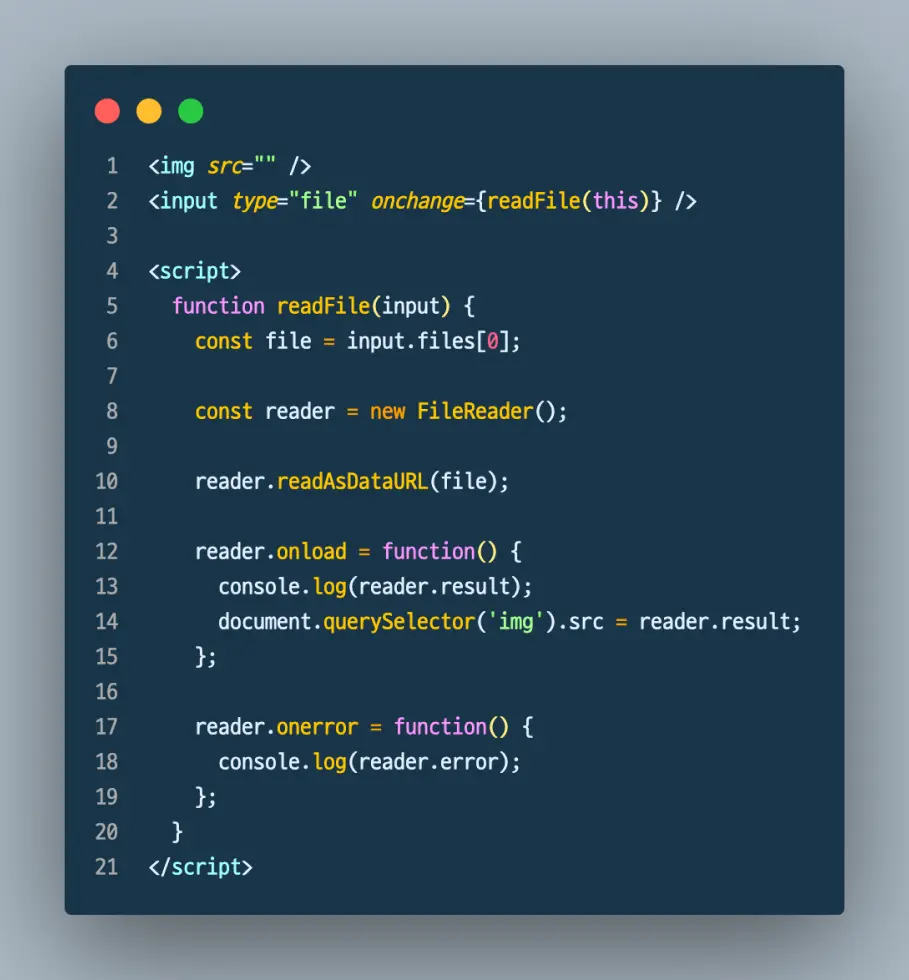 1 <img src="" />
2 <input type="file" onchange={readFile(this)} />
3
4 <script>
5   function readFile(input) {
6     const file = input.files[0];
7
8     const reader = new FileReader();
9
10     reader.readAsDataURL(file);
11
12     reader.onload = function() {
13       console.log(reader.result);
14       document.querySelector('img').src = reader.result;
15     };
16
17     reader.onerror = function() {
18       console.log(reader.error);
19     };
20   }
21 </script>